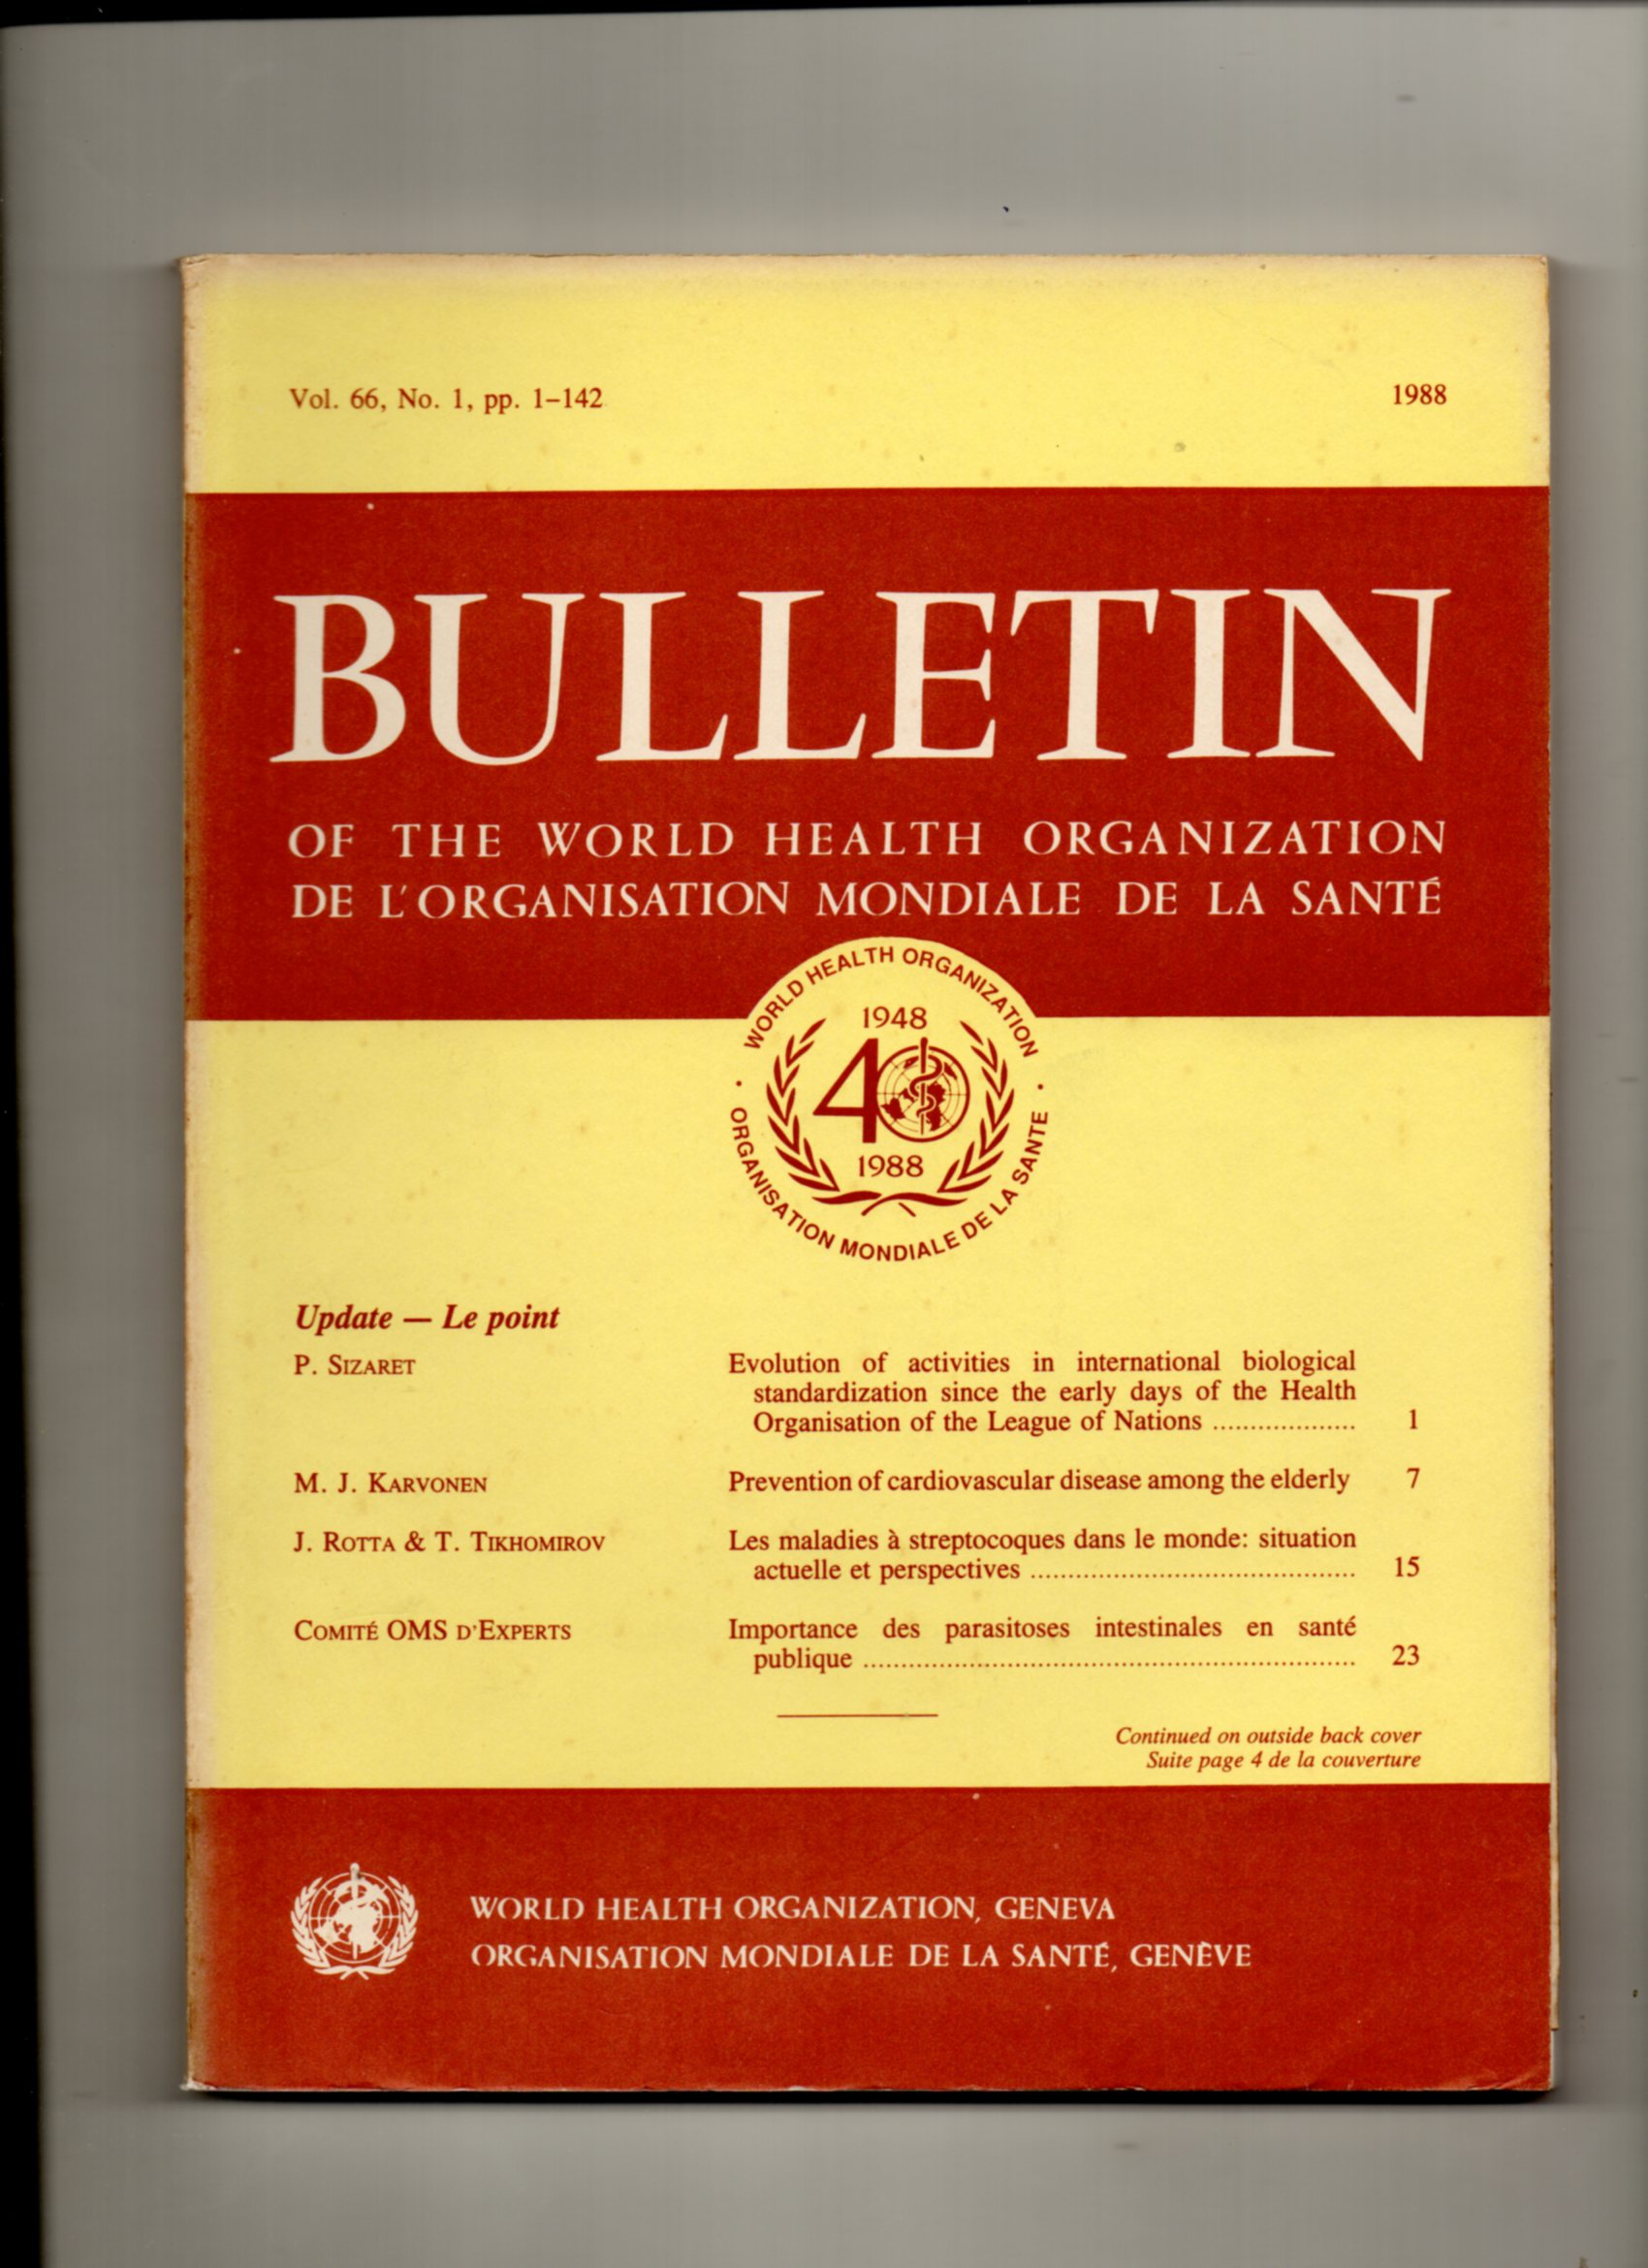 Vol. 66, No. 1, pp. 1–142
1988
BULLETIN
OF THE WORLD HEALTH ORGANIZATION
DE L'ORGANISATION MONDIALE DE LA SANTÉ
WORLD HEALTH ORGANIZATION
1948
40
1988
ORGANISATION MONDIALE DE LA SANTE
Update — Le point
P. SIZARET
Evolution of activities in international biological
standardization since the early days of the Health
Organisation of the League of Nations ................... 1
M. J. KARVONEN
Prevention of cardiovascular disease among the elderly 7
J. ROTTA & T. TIKHOMIROV
Les maladies à streptocoques dans le monde: situation
actuelle et perspectives ........................................... 15
COMITÉ OMS D'EXPERTS
Importance des parasitoses intestinales en santé
publique ................................................................. 23
Continued on outside back cover
Suite page 4 de la couverture
WORLD HEALTH ORGANIZATION, GENEVA
ORGANISATION MONDIALE DE LA SANTÉ, GENÈVE